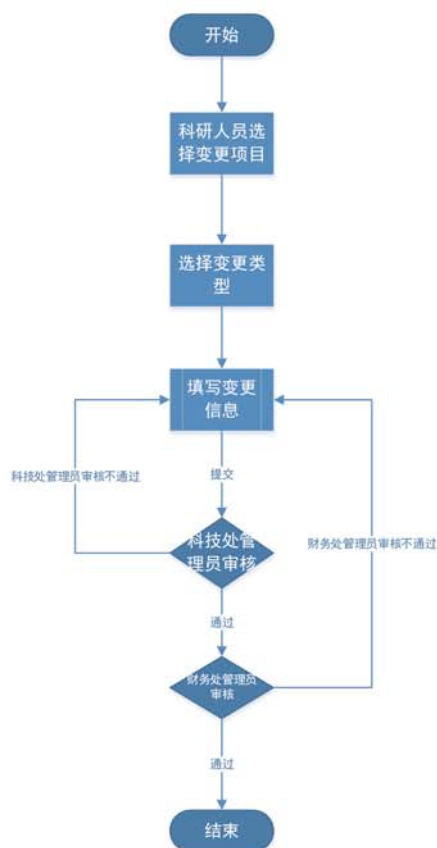 开始
科研人员选
择变更项目
选择变更类
型
填写变更
信息
科技处管理员审核不通过
提交
科技处管
理员审核
财务处管理员审核不通过
通过
财务处管理员
审核
通过
结束